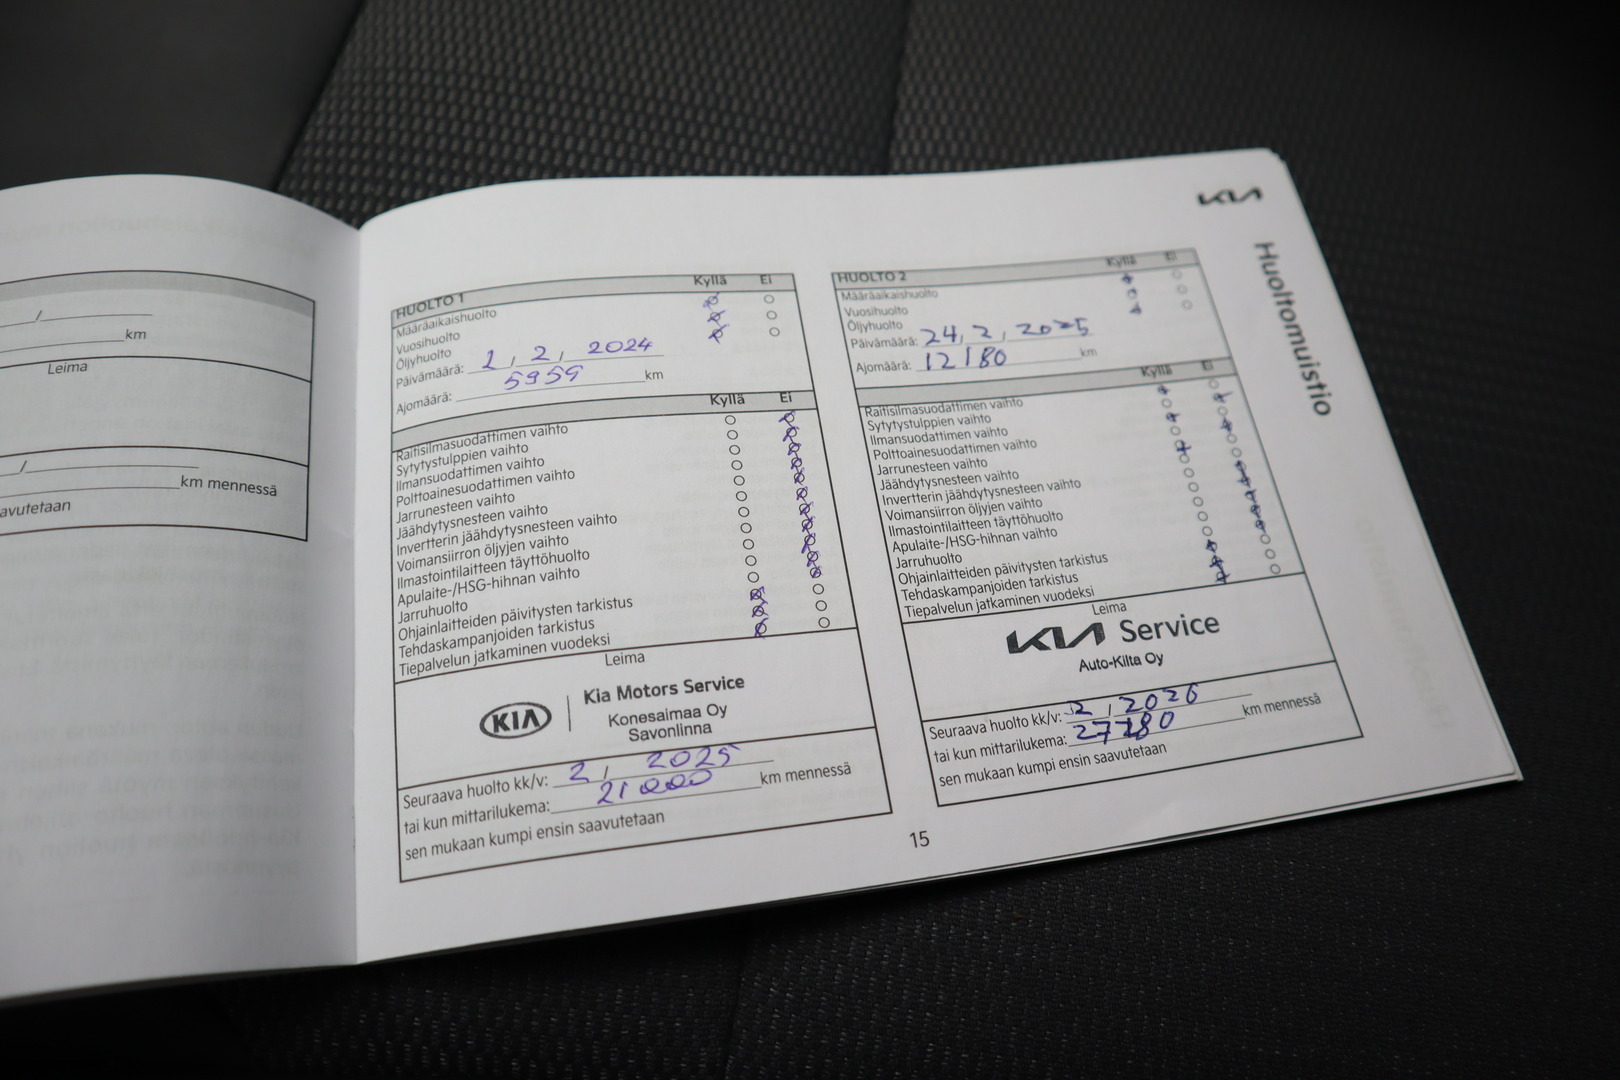 KIA
Huoltomuistio
/
km
Leima
/
km mennessä
avutetaan
HUOLTO 1 Kyllä Ei
Määräaikaishuolto
Vuosihuolto
Öljyhuolto
Päivämäärä: 1, 2, 2024
Ajomäärä: 5959 km
Kyllä Ei
Raitisilmasuodattimen vaihto
Sytytystulppien vaihto
Ilmansuodattimen vaihto
Polttoainesuodattimen vaihto
Jarrunesteen vaihto
Jäähdytysnesteen vaihto
Invertterin jäähdytysnesteen vaihto
Voimansiirron öljyjen vaihto
Ilmastointilaitteen täyttöhuolto
Apulaite-/HSG-hihnan vaihto
Jarruhuolto
Ohjainlaitteiden päivitysten tarkistus
Tehdaskampanjoiden tarkistus
Tiepalvelun jatkaminen vuodeksi
Leima
KIA Kia Motors Service
Konesaimaa Oy
Savonlinna
Seuraava huolto kk/v: 2 / 2025
tai kun mittarilukema: 21000 km mennessä
sen mukaan kumpi ensin saavutetaan
HUOLTO 2 Kyllä Ei
Määräaikaishuolto
Vuosihuolto
Öljyhuolto
Päivämäärä: 24, 2, 2025
Ajomäärä: 12180 km
Kyllä Ei
Raitisilmasuodattimen vaihto
Sytytystulppien vaihto
Ilmansuodattimen vaihto
Polttoainesuodattimen vaihto
Jarrunesteen vaihto
Jäähdytysnesteen vaihto
Invertterin jäähdytysnesteen vaihto
Voimansiirron öljyjen vaihto
Ilmastointilaitteen täyttöhuolto
Apulaite-/HSG-hihnan vaihto
Jarruhuolto
Ohjainlaitteiden päivitysten tarkistus
Tehdaskampanjoiden tarkistus
Tiepalvelun jatkaminen vuodeksi
Leima
KIA Service
Auto-Kilta Oy
Seuraava huolto kk/v: 2 / 2026
tai kun mittarilukema: 27180 km mennessä
sen mukaan kumpi ensin saavutetaan
15